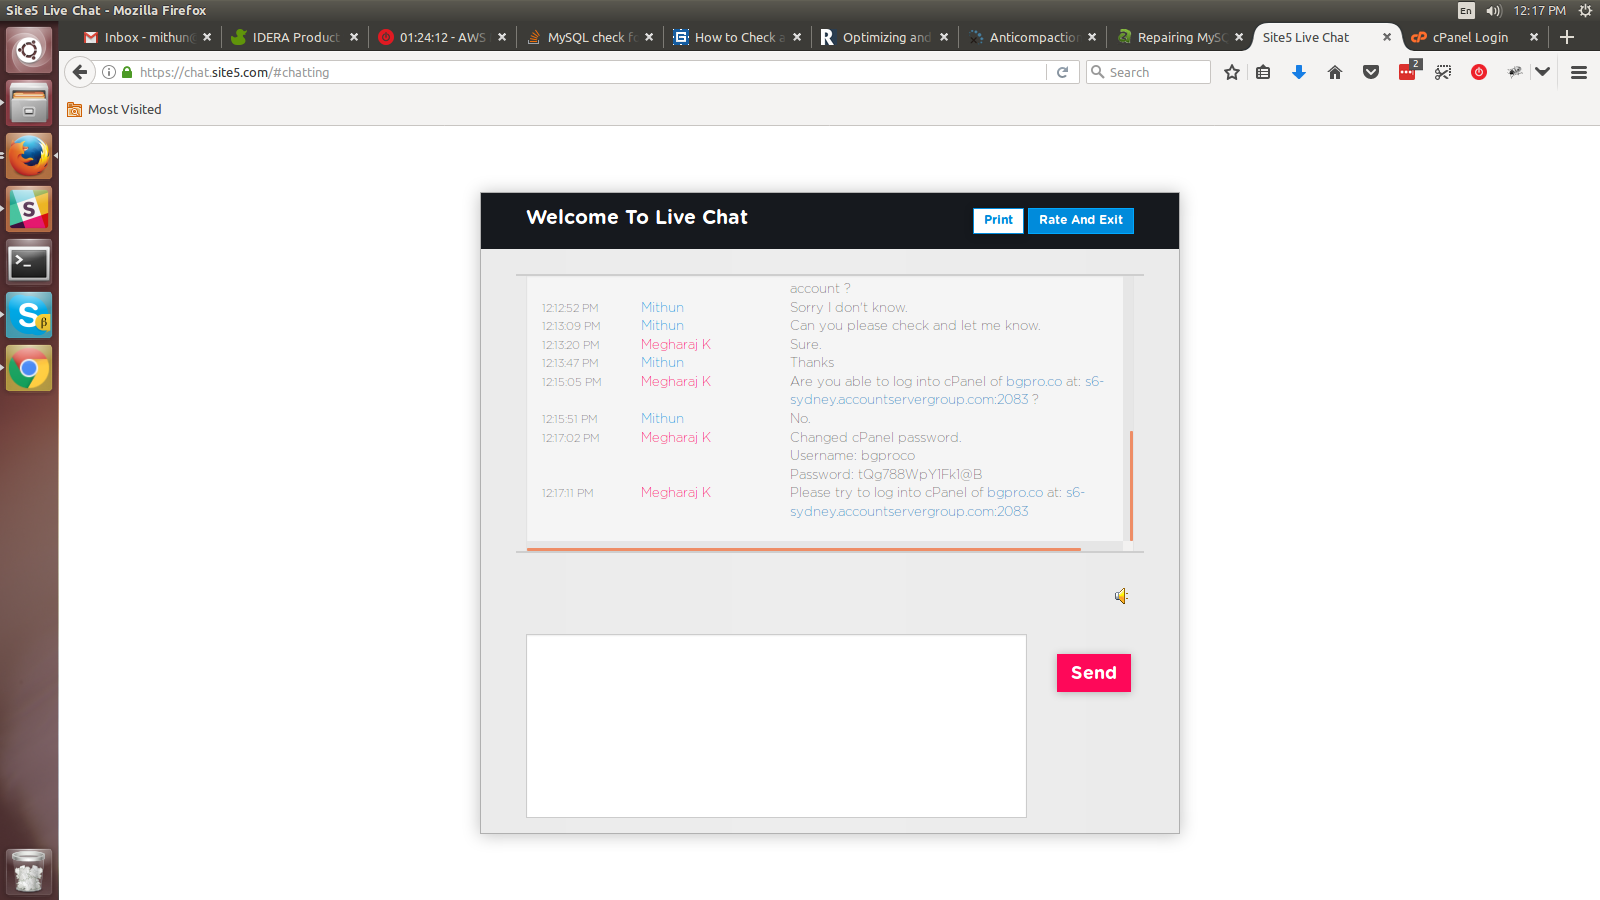 Site5 Live Chat - Mozilla Firefox
En
12:17 PM
Inbox - mithun@
IDERA Product
01:24:12 - AWS
MySQL check fo
How to Check a
Optimizing and
Anticompactio
Repairing MySQ
Site5 Live Chat
cPanel Login
https://chat.site5.com/#chatting
Search
2
Most Visited
Welcome To Live Chat
Print
Rate And Exit
account ?
12:12:52 PM Mithun Sorry I don't know.
12:13:09 PM Mithun Can you please check and let me know.
12:13:20 PM Megharaj K Sure.
12:13:47 PM Mithun Thanks
12:15:05 PM Megharaj K Are you able to log into cPanel of bgpro.co at: s6-
sydney.accountservergroup.com:2083 ?
12:15:51 PM Mithun No.
12:17:02 PM Megharaj K Changed cPanel password.
Username: bgproco
Password: tQg788WpY1Fk1@B
12:17:11 PM Megharaj K Please try to log into cPanel of bgpro.co at: s6-
sydney.accountservergroup.com:2083
Send